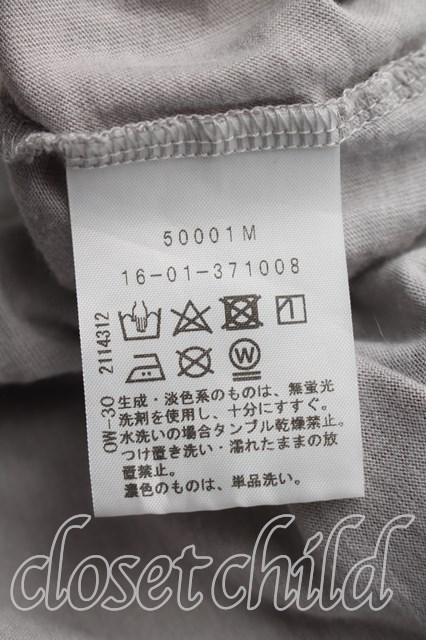 50001M
16-01-371008
W
0W-30 2114312
生成・淡色系のものは、無蛍光
洗剤を使用し、十分にすすぐ。
水洗いの場合タンブル乾燥禁止。
つけ置き洗い・濡れたままの放
置禁止。
濃色のものは、単品洗い。
closetchild